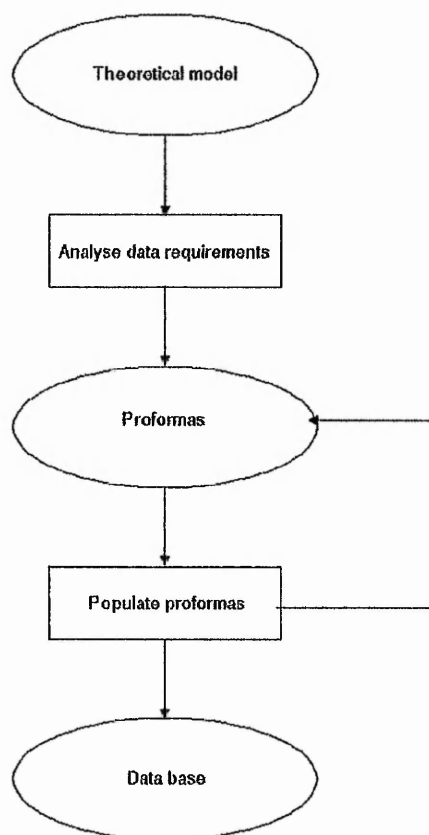 Theoretical model
Analyse data requirements
Proformas
Populate proformas
Data base